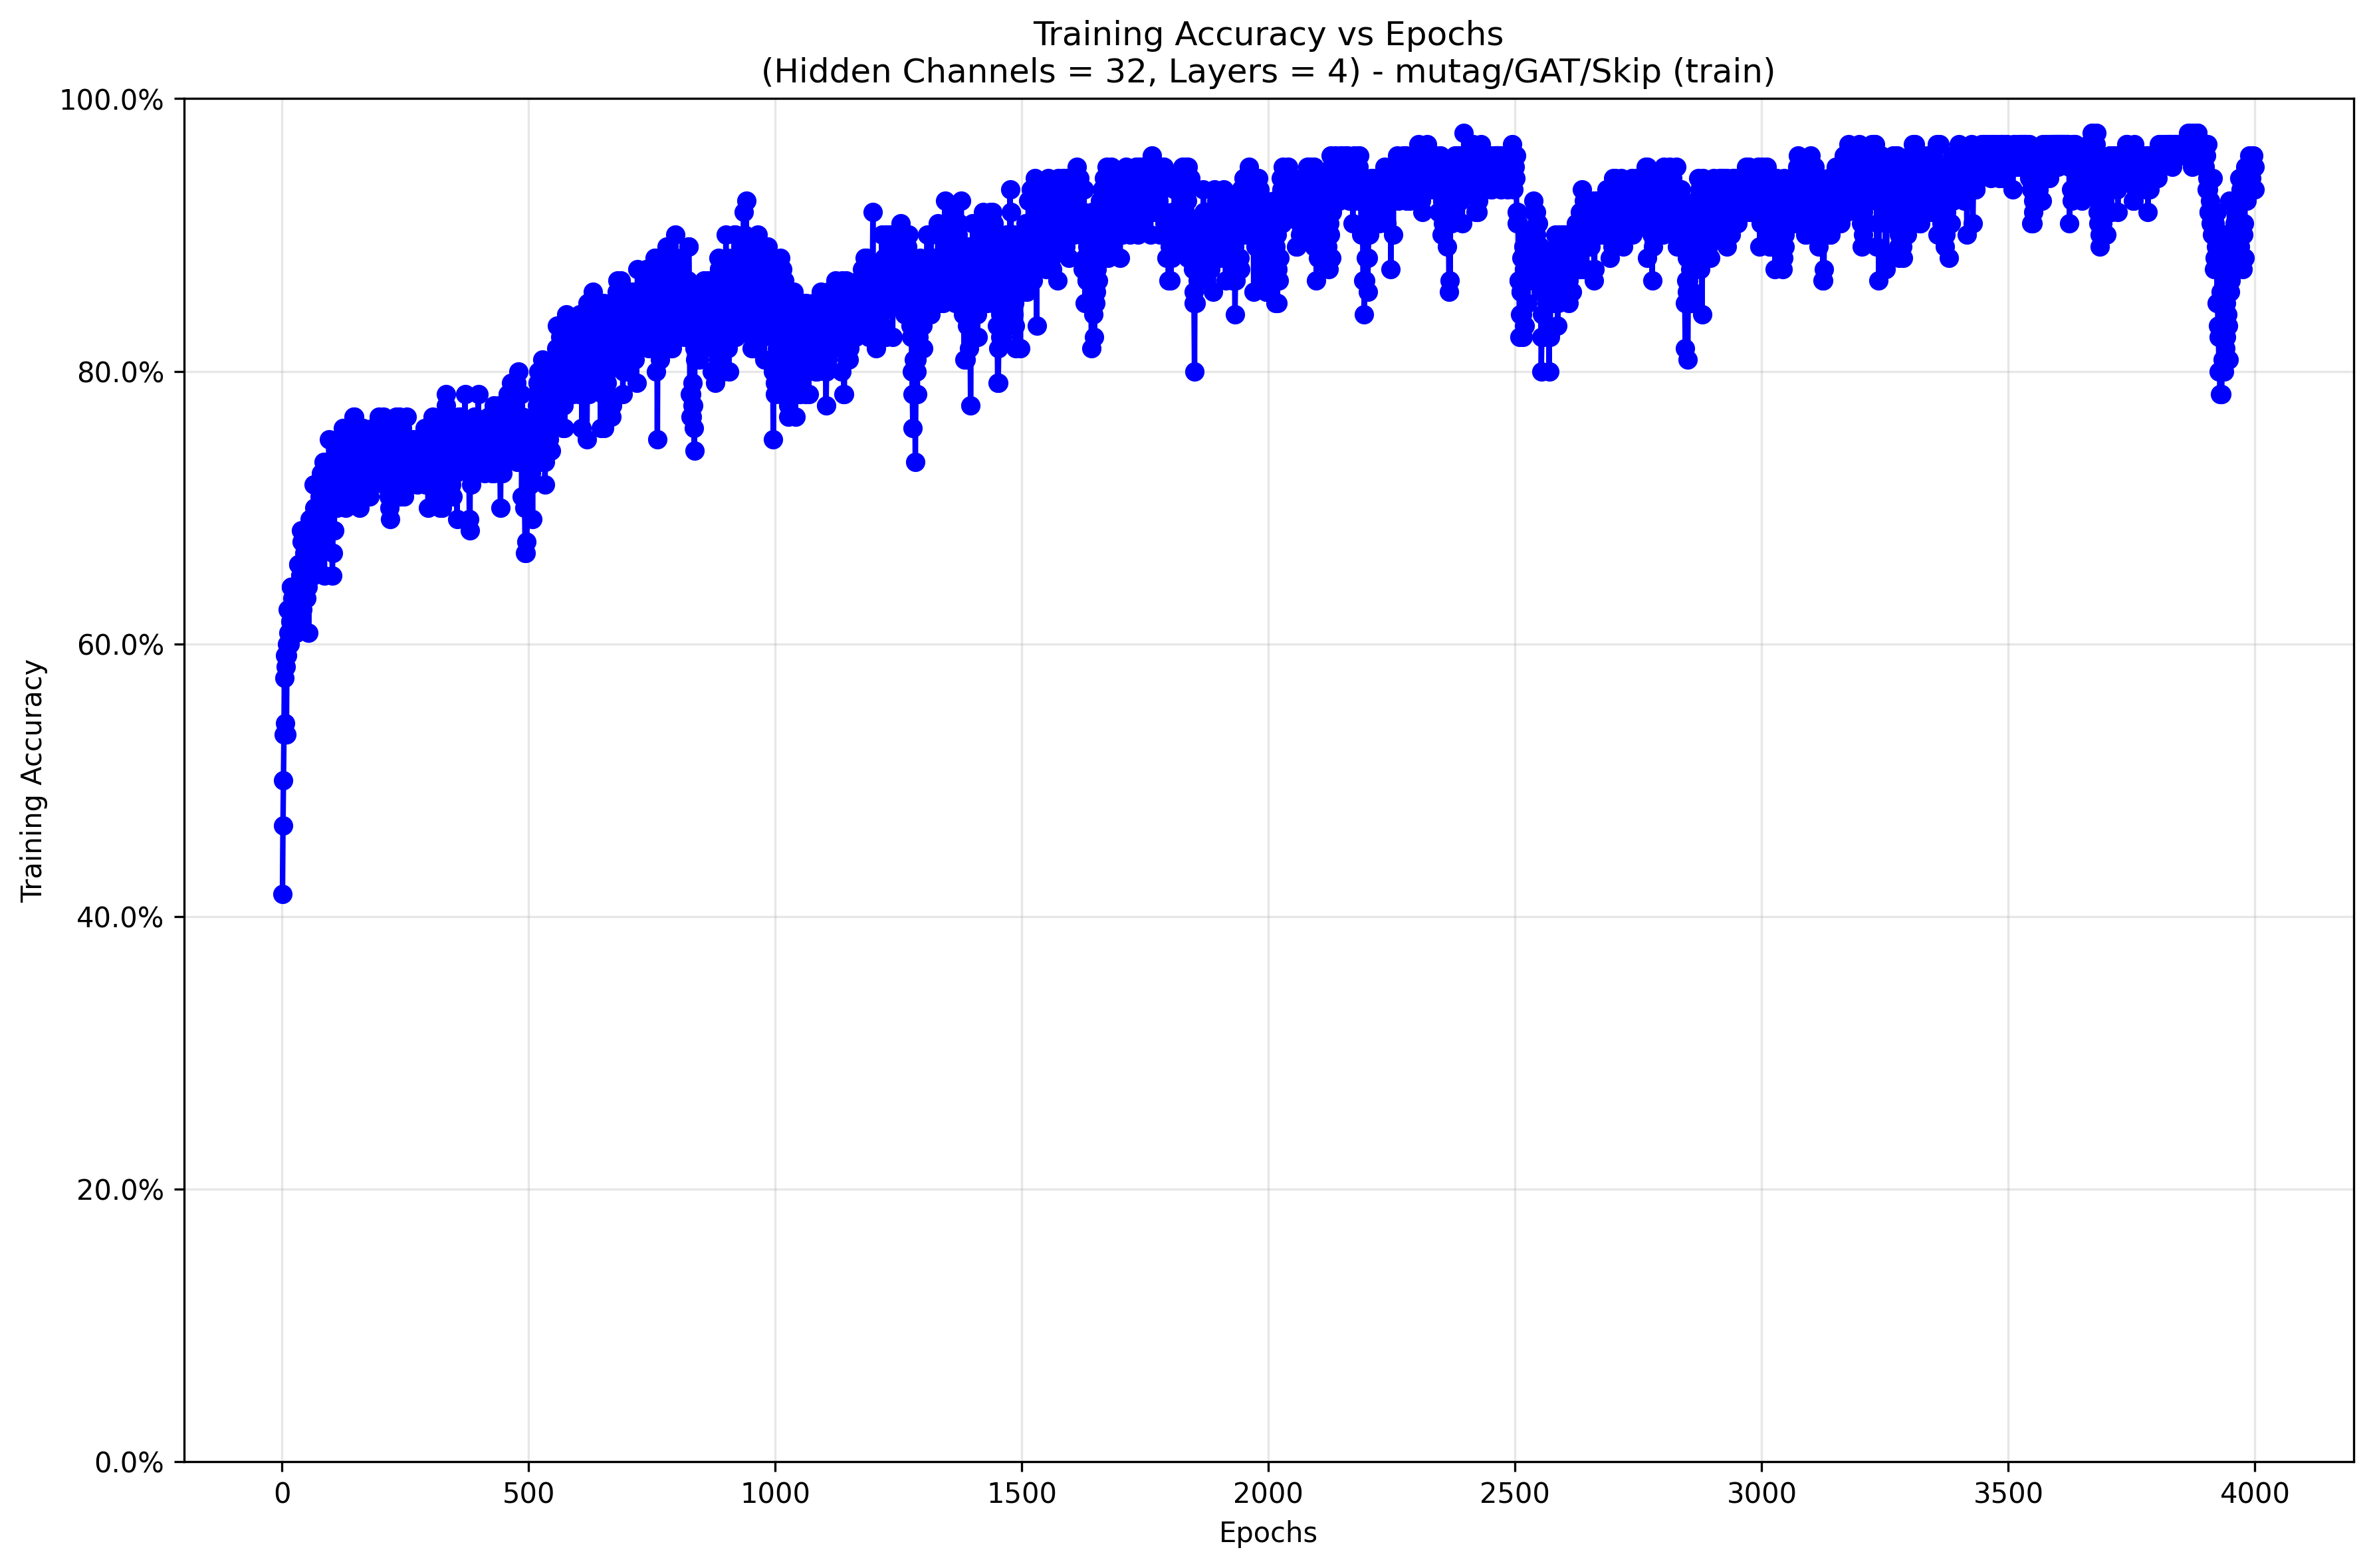 Training Accuracy vs Epochs
(Hidden Channels = 32, Layers = 4) - mutag/GAT/Skip (train)
100.0%
80.0%
60.0%
40.0%
20.0%
0.0%
Training Accuracy
0 500 1000 1500 2000 2500 3000 3500 4000
Epochs